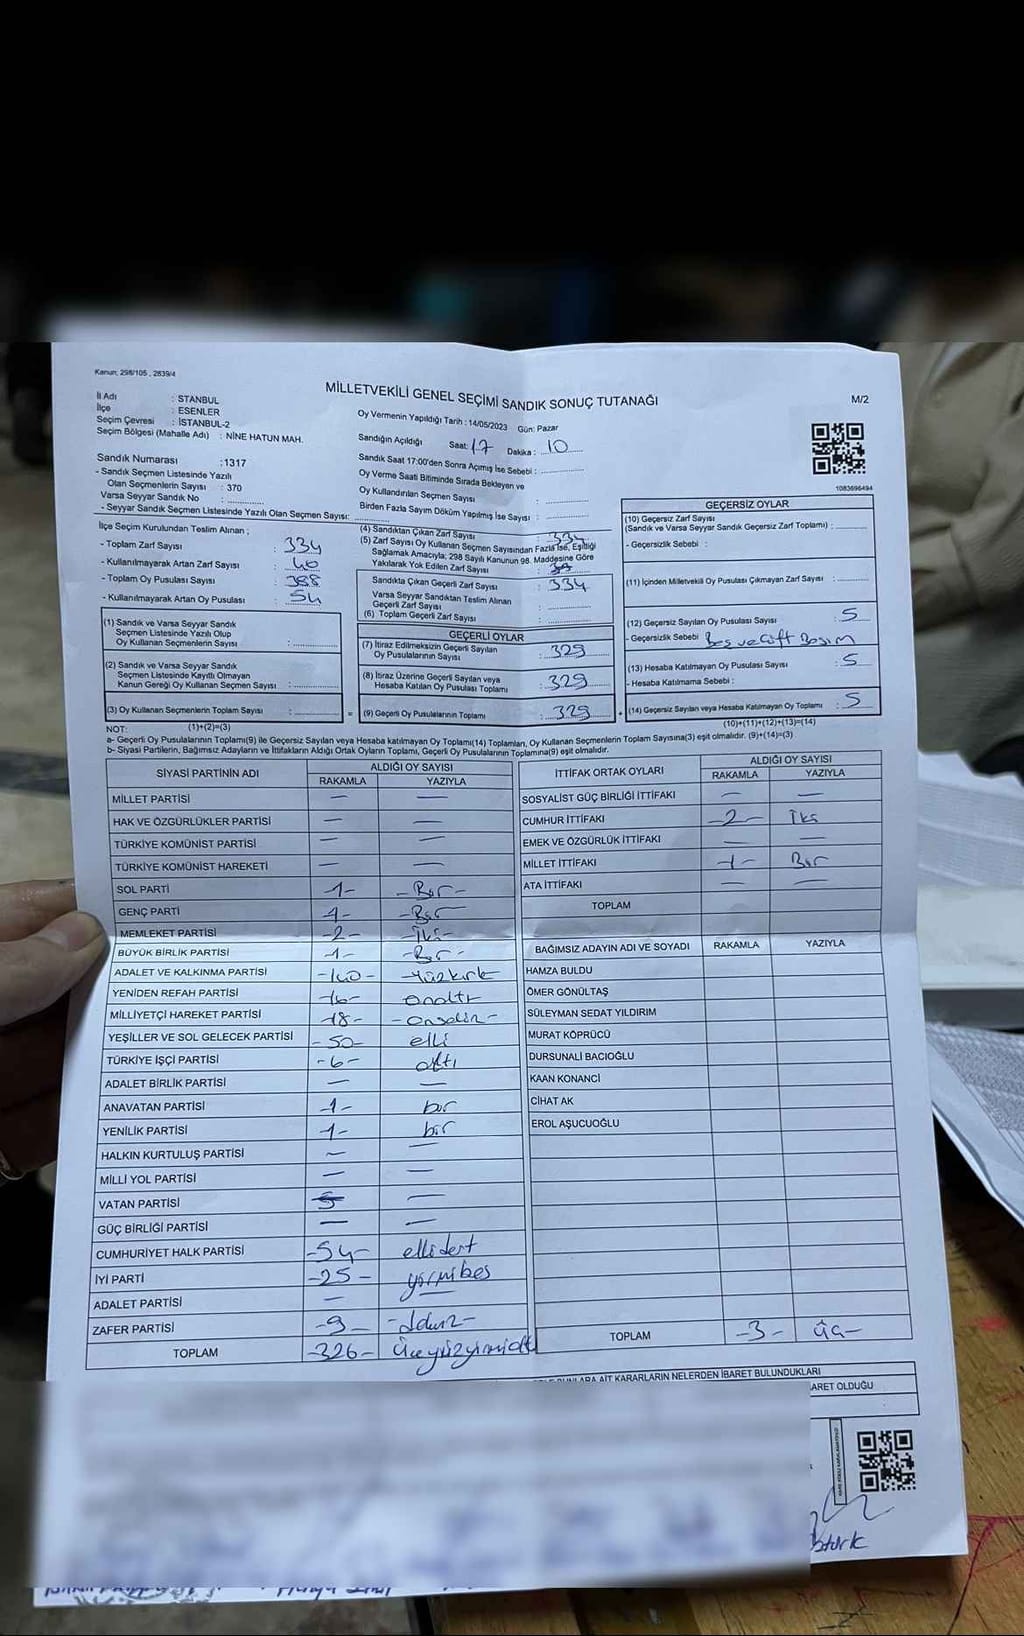 Kanun; 298/105 , 2839/4
MİLLETVEKİLİ GENEL SEÇİMİ SANDIK SONUÇ TUTANAĞI
M/2
İl Adı : STANBUL
İlçe : ESENLER
Seçim Çevresi : İSTANBUL-2
Seçim Bölgesi (Mahalle Adı) : NİNE HATUN MAH.
Oy Vermenin Yapıldığı Tarih : 14/05/2023 Gün: Pazar
Sandığın Açıldığı Saat: 17 Dakika : 10
Sandık Saat 17:00'den Sonra Açımış İse Sebebi :
Oy Verme Saati Bitiminde Sırada Bekleyen ve
Oy Kullandırılan Seçmen Sayısı :
Birden Fazla Sayım Döküm Yapılmış İse Sayısı :
Sandık Numarası :1317
- Sandık Seçmen Listesinde Yazılı
Olan Seçmenlerin Sayısı : 370
Varsa Seyyar Sandık No :
- Seyyar Sandık Seçmen Listesinde Yazılı Olan Seçmen Sayısı:
1083696494
İlçe Seçim Kurulundan Teslim Alınan ;
- Toplam Zarf Sayısı : 334
- Kullanılmayarak Artan Zarf Sayısı : 40
- Toplam Oy Pusulası Sayısı : 388
- Kullanılmayarak Artan Oy Pusulası : 54
(1) Sandık ve Varsa Seyyar Sandık
Seçmen Listesinde Yazılı Olup
Oy Kullanan Seçmenlerin Sayısı :
(2) Sandık ve Varsa Seyyar Sandık
Seçmen Listesinde Kayıtlı Olmayan
Kanun Gereği Oy Kullanan Seçmen Sayısı :
(3) Oy Kullanan Seçmenlerin Toplam Sayısı :
(1)+(2)=(3)
(4) Sandıktan Çıkan Zarf Sayısı : 334
(5) Zarf Sayısı Oy Kullanan Seçmen Sayısından Fazla İse, Eşitliği
Sağlamak Amacıyla; 298 Sayılı Kanunun 98. Maddesine Göre
Yakılarak Yok Edilen Zarf Sayısı :
Sandıkta Çıkan Geçerli Zarf Sayısı : 334
Varsa Seyyar Sandıktan Teslim Alınan
Geçerli Zarf Sayısı :
(6) Toplam Geçerli Zarf Sayısı :
GEÇERLİ OYLAR
(7) İtiraz Edilmeksizin Geçerli Sayılan
Oy Pusulalarının Sayısı : 329
(8) İtiraz Üzerine Geçerli Sayılan veya
Hesaba Katılan Oy Pusulası Toplamı : 329
= (9) Geçerli Oy Pusulalarının Toplamı : 329 +
GEÇERSİZ OYLAR
(10) Geçersiz Zarf Sayısı
(Sandık ve Varsa Seyyar Sandık Geçersiz Zarf Toplamı) :
- Geçersizlik Sebebi :
(11) İçinden Milletvekili Oy Pusulası Çıkmayan Zarf Sayısı :
(12) Geçersiz Sayılan Oy Pusulası Sayısı : 5
- Geçersizlik Sebebi Boş ve Çift Basım
(13) Hesaba Katılmayan Oy Pusulası Sayısı : 5
- Hesaba Katılmama Sebebi :
(14) Geçersiz Sayılan veya Hesaba Katılmayan Oy Toplamı : 5
(10)+(11)+(12)+(13)=(14)
NOT:
a- Geçerli Oy Pusulalarının Toplamı(9) ile Geçersiz Sayılan veya Hesaba katılmayan Oy Toplamı(14) Toplamları, Oy Kullanan Seçmenlerin Toplam Sayısına(3) eşit olmalıdır. (9)+(14)=(3)
b- Siyasi Partilerin, Bağımsız Adayların ve İttifakların Aldığı Ortak Oyların Toplamı, Geçerli Oy Pusulalarının Toplamına(9) eşit olmalıdır.
SİYASİ PARTİNİN ADI ALDIĞI OY SAYISI
RAKAMLA YAZIYLA
MİLLET PARTİSİ — —
HAK VE ÖZGÜRLÜKLER PARTİSİ — —
TÜRKİYE KOMÜNİST PARTİSİ — —
TÜRKİYE KOMÜNİST HAREKETİ — —
SOL PARTİ -1- -Bir-
GENÇ PARTİ -1- -Bir-
MEMLEKET PARTİSİ -2- -İki-
BÜYÜK BİRLİK PARTİSİ -1- -Bir-
ADALET VE KALKINMA PARTİSİ -140- -Yüzkırk
YENİDEN REFAH PARTİSİ -16- onaltı
MİLLİYETÇİ HAREKET PARTİSİ -18- -Onsekiz-
YEŞİLLER VE SOL GELECEK PARTİSİ -50- elli
TÜRKİYE İŞÇİ PARTİSİ -6- altı
ADALET BİRLİK PARTİSİ — —
ANAVATAN PARTİSİ -1- bir
YENİLİK PARTİSİ -1- bir
HALKIN KURTULUŞ PARTİSİ — —
MİLLİ YOL PARTİSİ — —
VATAN PARTİSİ —
GÜÇ BİRLİĞİ PARTİSİ — —
CUMHURİYET HALK PARTİSİ -54- ellidört
İYİ PARTİ -25- yirmibeş
ADALET PARTİSİ — —
ZAFER PARTİSİ -9- -dokuz-
TOPLAM -326- Üçyüzyirmialtı
İTTİFAK ORTAK OYLARI ALDIĞI OY SAYISI
RAKAMLA YAZIYLA
SOSYALİST GÜÇ BİRLİĞİ İTTİFAKI — —
CUMHUR İTTİFAKI -2- İki
EMEK VE ÖZGÜRLÜK İTTİFAKI — —
MİLLET İTTİFAKI -1- Bir
ATA İTTİFAKI — —
TOPLAM
BAĞIMSIZ ADAYIN ADI VE SOYADI RAKAMLA YAZIYLA
HAMZA BULDU
ÖMER GÖNÜLTAŞ
SÜLEYMAN SEDAT YILDIRIM
MURAT KÖPRÜCÜ
DURSUNALİ BACIOĞLU
KAAN KONANCİ
CİHAT AK
EROL AŞUCUOĞLU
TOPLAM -3- üç-
AİT KARARLARIN NELERDEN İBARET BULUNDUKLARI
BARET OLDUĞU